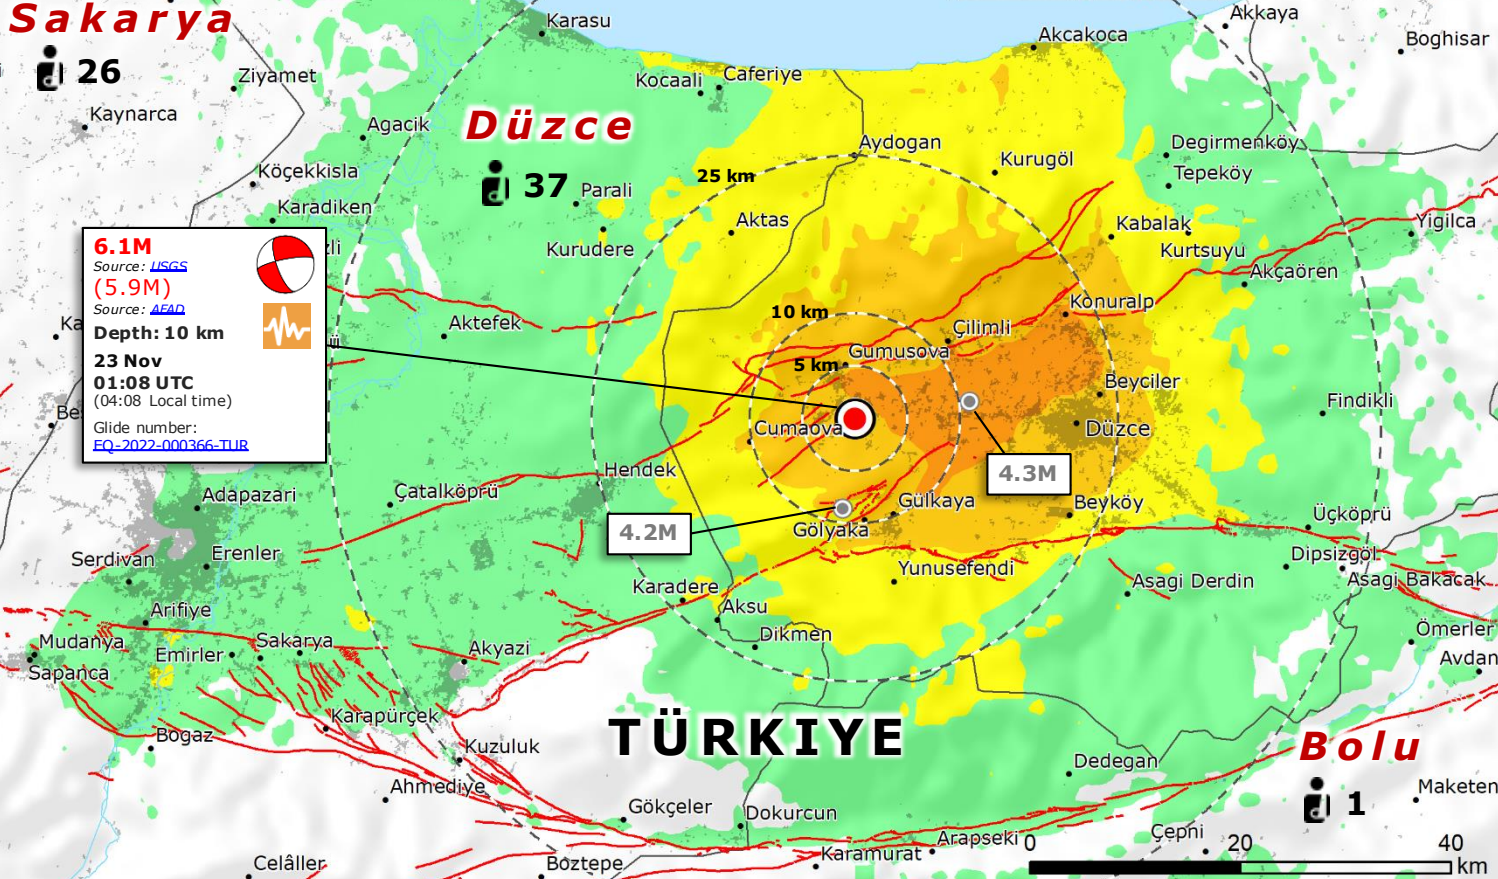 Sakarya
26
Karasu
Akkaya
Akcakoca
Boghisar
Ziyamet
Kocaali
Caferiye
Kaynarca
Agacik
Düzce
37
Aydogan
Kurugöl
Degirmenköy
Tepeköy
Köçekkisla
25 km
Parali
Karadiken
Aktas
Kabalak
Yigilca
Kurudere
Kurtsuyu
Akçaören
6.1M
Source: USGS
(5.9M)
Source: AFAD
Depth: 10 km
23 Nov
01:08 UTC
(04:08 Local time)
Glide number:
EQ-2022-000366-TUR
zli
Ka
Be
Aktefek
10 km
Konuralp
Çilimli
Gumusova
5 km
Beyciler
Findikli
Cumaova
Düzce
Hendek
4.3M
Adapazari
Çatalköprü
Gülkaya
Beyköy
Üçköprü
4.2M
Gölyaka
Serdivan
Erenler
Yunusefendi
Dipsizgöl
Asagi Bakacak
Asagi Derdin
Karadere
Arifiye
Aksu
Mudanya
Sakarya
Dikmen
Ömerler
Emirler
Akyazi
Avdan
Sapanca
Karapürçek
TÜRKIYE
Bogaz
Kuzuluk
Bolu
1
Dedegan
Ahmediye
Maketen
Gökçeler
Dokurcun
Çepni
Arapseki
Karamurat
Celâller
Boztepe
0 20 40
km